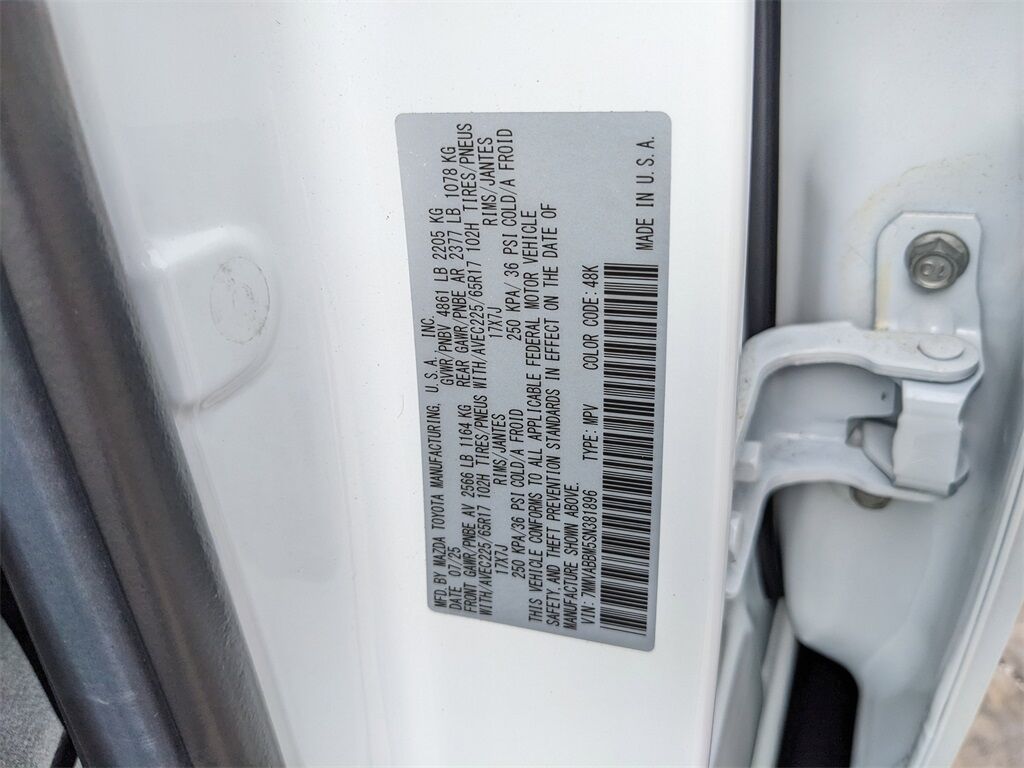 MFD. BY MAZDA TOYOTA MANUFACTURING, U.S.A. INC.
DATE 07/25 GVWR/PNBV 4861 LB 2205 KG
FRONT GAWR/PNBE AV 2566 LB 1164 KG REAR GAWR PNBE AR 2377 LB 1078 KG
WITH/AVEC225/65R17 102H TIRES/PNEUS WITH/AVEC225/65R17 102H TIRES/PNEUS
17X7J RIMS/JANTES 17X7J RIMS/JANTES
250 KPA/36 PSI COLD/A FROID 250 KPA/ 36 PSI COLD/A FROID
THIS VEHICLE CONFORMS TO ALL APPLICABLE FEDERAL MOTOR VEHICLE
SAFETY, AND THEFT PREVENTION STANDARDS IN EFFECT ON THE DATE OF
MANUFACTURE SHOWN ABOVE.
VIN: 7MMVABBM5SN381896 TYPE: MPV COLOR CODE: 48K
MADE IN U.S.A.